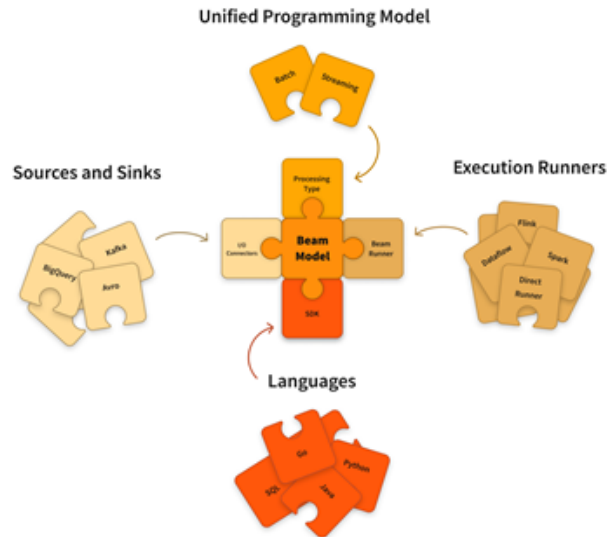 Unified Programming Model
Batch
Streaming
Sources and Sinks
Execution Runners
Processing
Type
Kafka
BigQuery
Avro
I/O
Connectors
Beam
Model
Beam
Runner
Flink
Dataflow
Spark
Direct
Runner
SDK
Languages
Go
Python
SQL
Java